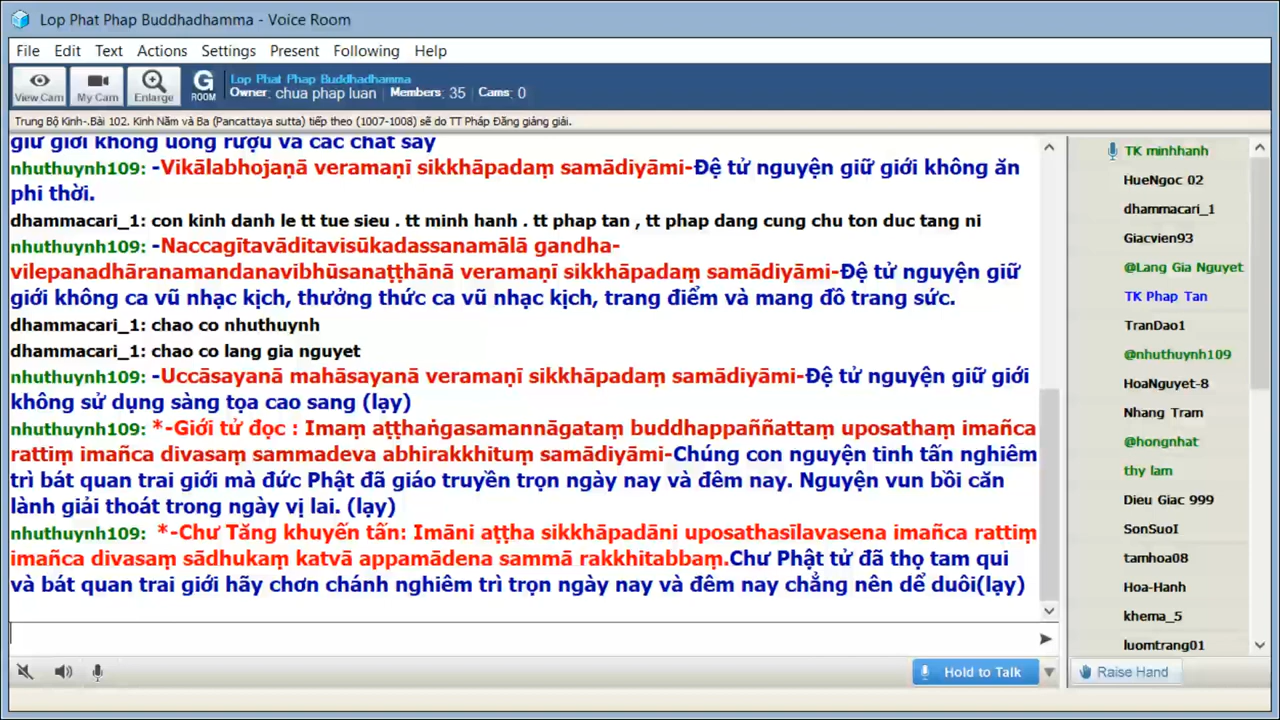 Lop Phat Phap Buddhadhamma - Voice Room
File Edit Text Actions Settings Present Following Help
View Cam My Cam Enlarge G ROOM
Lop Phat Phap Buddhadhamma
Owner: chua phap luan , Members: 35 , Cams: 0
Trung Bộ Kinh-.Bài 102. Kinh Năm và Ba (Pancattaya sutta) tiếp theo (1007-1008) sẽ do TT Pháp Đăng giảng giải.
giữ giới không uống rượu và các chất say
nhuthuynh109: -Vikālabhojaṇā veramaṇī sikkhāpadaṃ samādiyāmi-Đệ tử nguyện giữ giới không ăn
phi thời.
dhammacari_1: con kinh danh le tt tue sieu . tt minh hanh . tt phap tan , tt phap dang cung chu ton duc tang ni
nhuthuynh109: -Naccagītavāditavisūkadassanamālā gandha-
vilepanadhāranamandanavibhūsanaṭṭhānā veramaṇī sikkhāpadaṃ samādiyāmi-Đệ tử nguyện giữ
giới không ca vũ nhạc kịch, thưởng thức ca vũ nhạc kịch, trang điểm và mang đồ trang sức.
dhammacari_1: chao co nhuthuynh
dhammacari_1: chao co lang gia nguyet
nhuthuynh109: -Uccāsayanā mahāsayanā veramaṇī sikkhāpadaṃ samādiyāmi-Đệ tử nguyện giữ giới
không sử dụng sàng tọa cao sang (lạy)
nhuthuynh109: *-Giới tử đọc : Imaṃ aṭṭhaṅgasamannāgataṃ buddhappaññattaṃ uposathaṃ imañca
rattiṃ imañca divasaṃ sammadeva abhirakkhituṃ samādiyāmi-Chúng con nguyện tinh tấn nghiêm
trì bát quan trai giới mà đức Phật đã giáo truyền trọn ngày nay và đêm nay. Nguyện vun bồi căn
lành giải thoát trong ngày vị lai. (lạy)
nhuthuynh109: *-Chư Tăng khuyến tấn: Imāni aṭṭha sikkhāpadāni uposathasīlavasena imañca rattiṃ
imañca divasaṃ sādhukaṃ katvā appamādena sammā rakkhitabbaṃ.Chư Phật tử đã thọ tam qui
và bát quan trai giới hãy chơn chánh nghiêm trì trọn ngày nay và đêm nay chẳng nên dể duôi(lạy)
TK minhhanh
HueNgoc 02
dhammacari_1
Giacvien93
@Lang Gia Nguyet
TK Phap Tan
TranDao1
@nhuthuynh109
HoaNguyet-8
Nhang Tram
@hongnhat
thy lam
Dieu Giac 999
SonSuoI
tamhoa08
Hoa-Hanh
khema_5
luomtrang01
Hold to Talk
Raise Hand